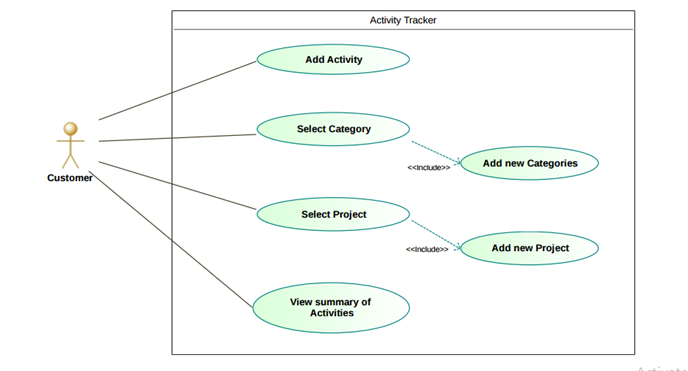 Activity Tracker
Add Activity
Select Category
<<Include>>
Add new Categories
Customer
Select Project
<<Include>>
Add new Project
View summary of
Activities